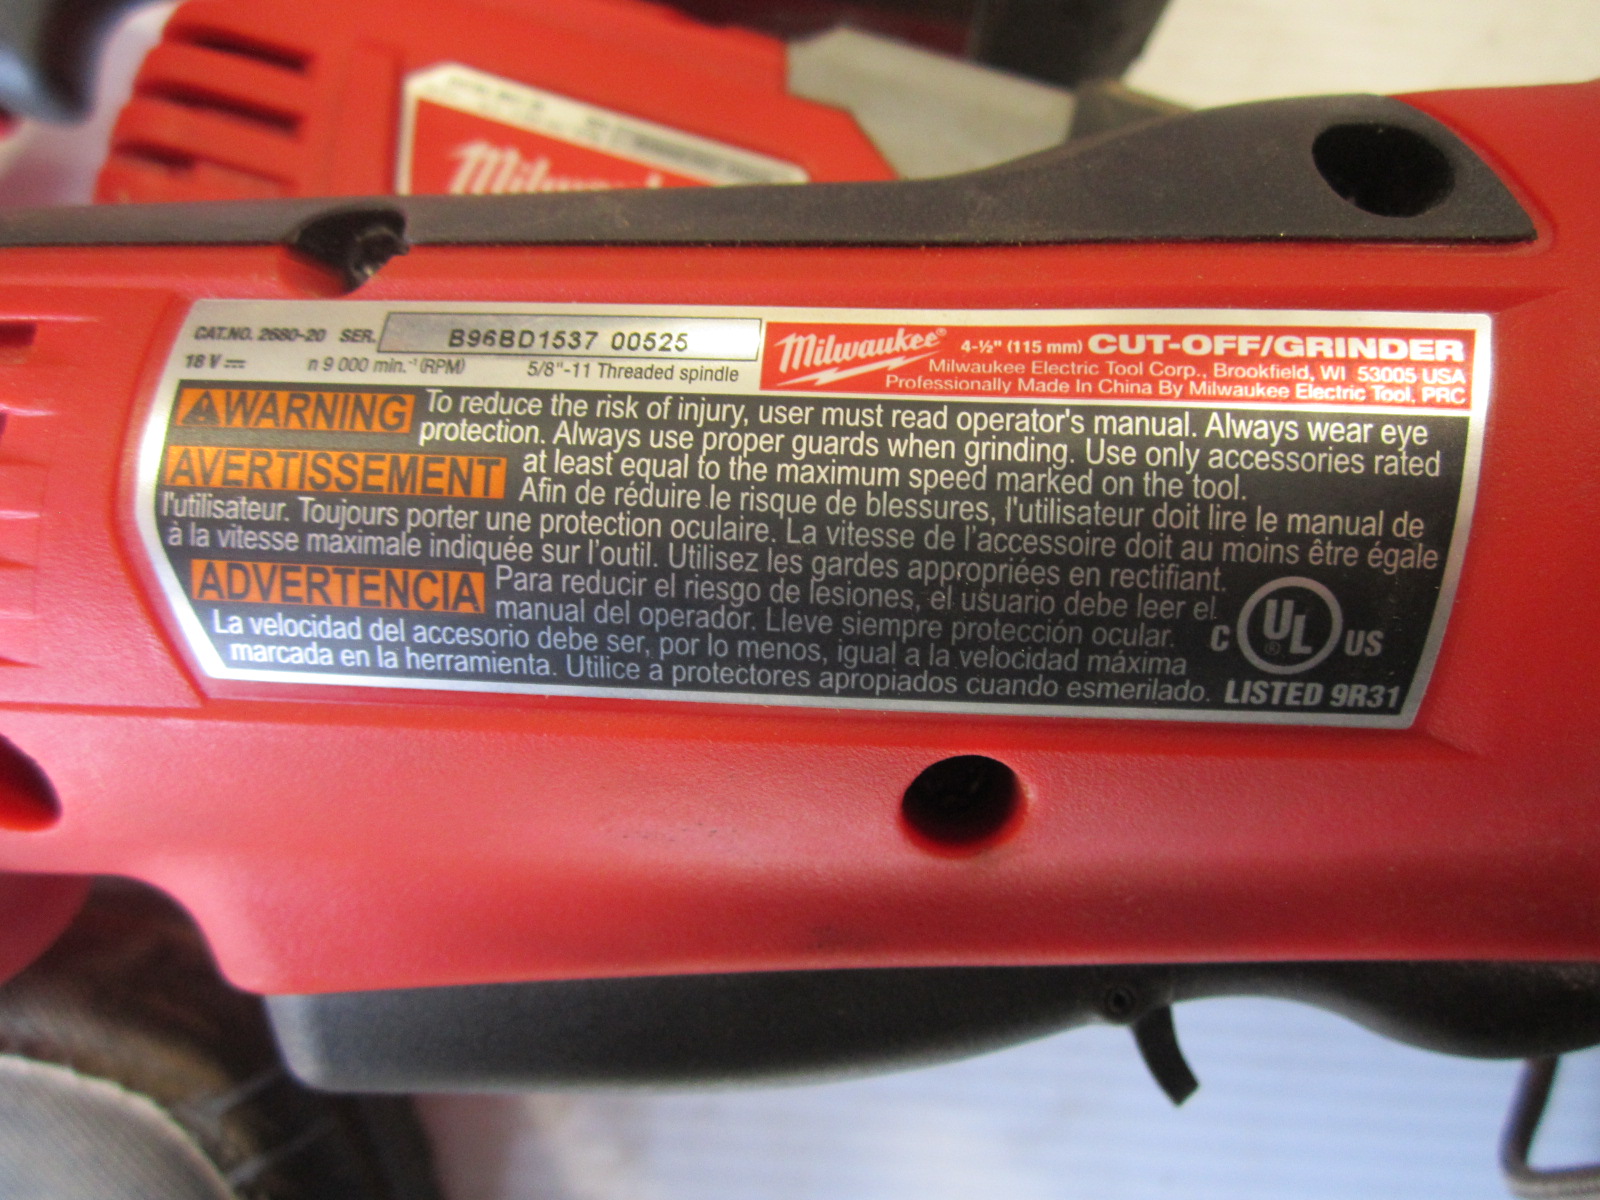 Milwaukee
CAT.NO. 2680-20 SER. B96BD1537 00525
18 V n 9 000 min.⁻¹ (RPM) 5/8"-11 Threaded spindle
Milwaukee® 4-½" (115 mm) CUT-OFF/GRINDER
Milwaukee Electric Tool Corp., Brookfield, WI 53005 USA
Professionally Made In China By Milwaukee Electric Tool, PRC
WARNING To reduce the risk of injury, user must read operator's manual. Always wear eye
protection. Always use proper guards when grinding. Use only accessories rated
at least equal to the maximum speed marked on the tool.
AVERTISSEMENT Afin de réduire le risque de blessures, l'utilisateur doit lire le manual de
l'utilisateur. Toujours porter une protection oculaire. La vitesse de l'accessoire doit au moins être égale
à la vitesse maximale indiquée sur l'outil. Utilisez les gardes appropriées en rectifiant.
ADVERTENCIA Para reducir el riesgo de lesiones, el usuario debe leer el
manual del operador. Lleve siempre protección ocular.
La velocidad del accesorio debe ser, por lo menos, igual a la velocidad máxima
marcada en la herramienta. Utilice a protectores apropiados cuando esmerilado.
C UL® US
LISTED 9R31